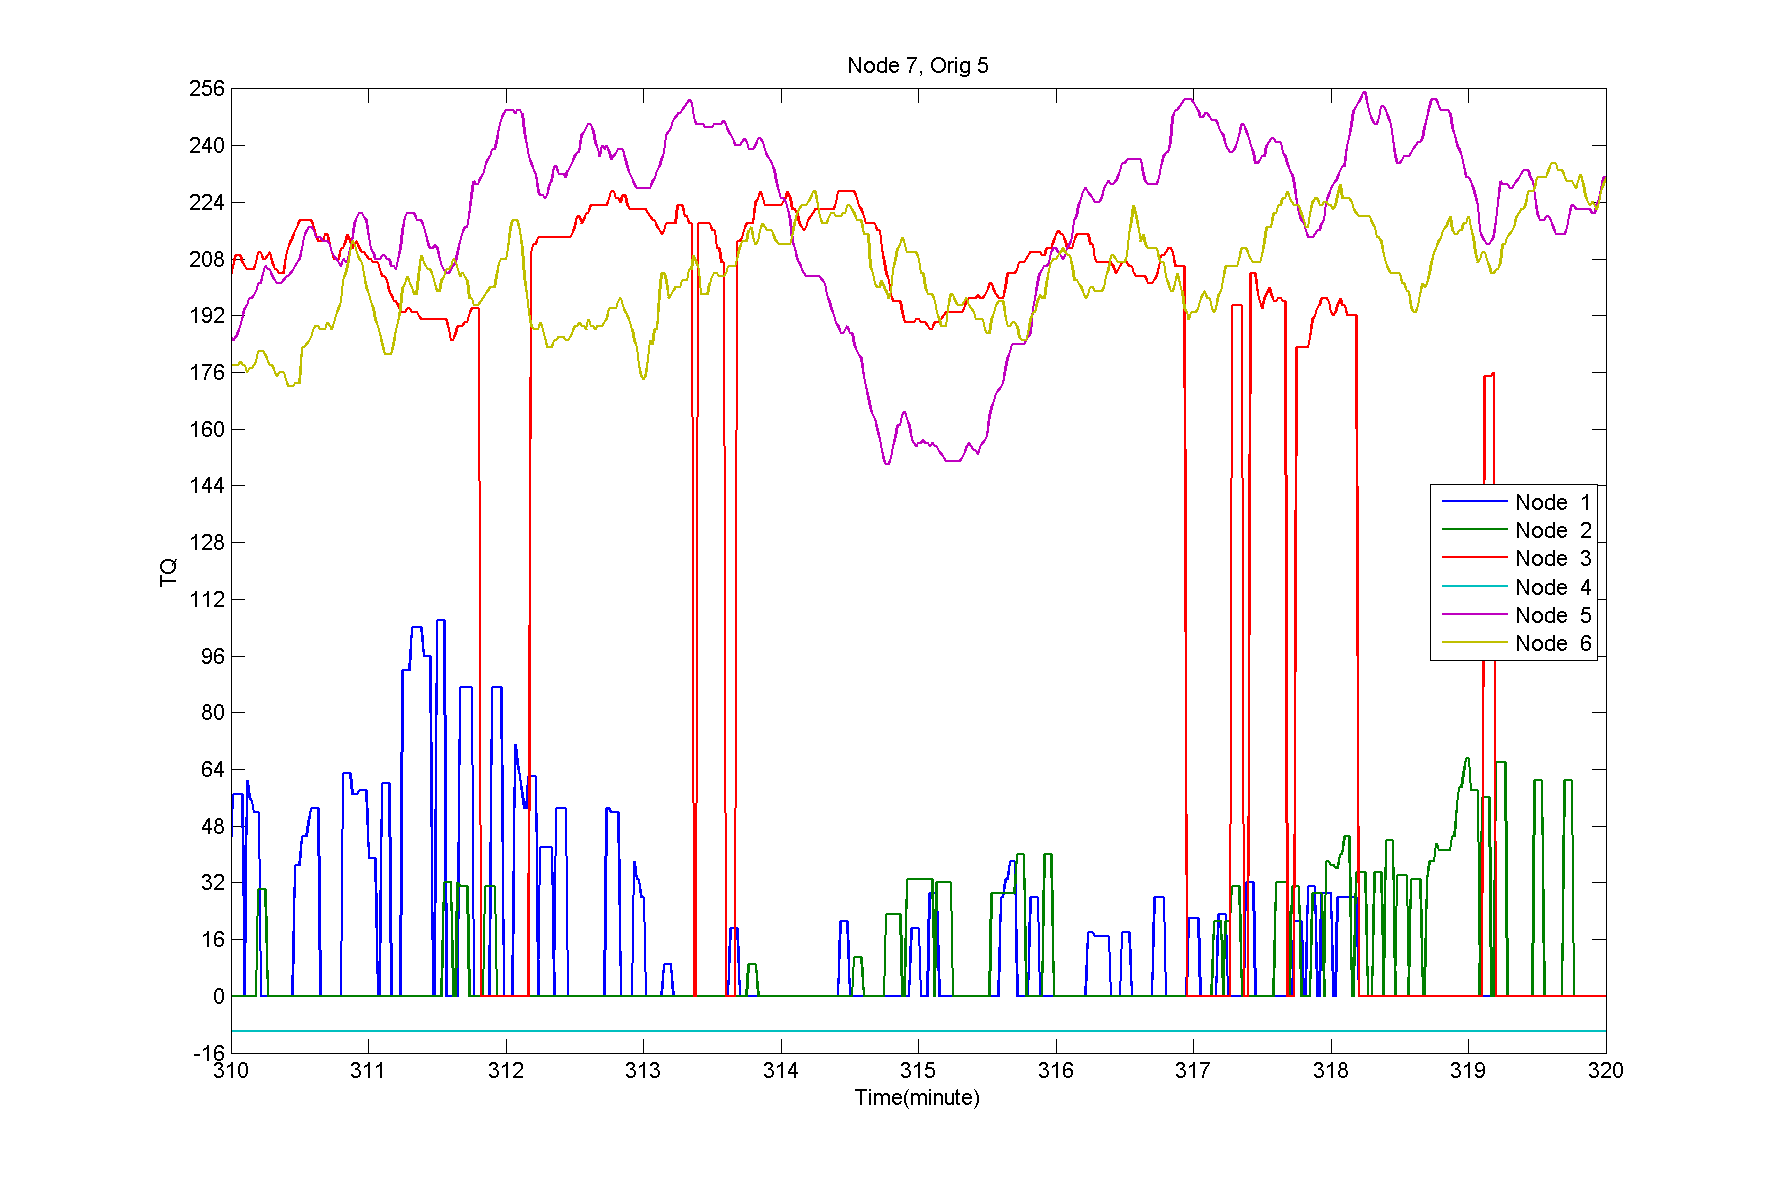 Node 7, Orig 5
256
240
224
208
192
176
160
144
128
112
96
80
64
48
32
16
0
-16
TQ
Node 1
Node 2
Node 3
Node 4
Node 5
Node 6
310 311 312 313 314 315 316 317 318 319 320
Time(minute)